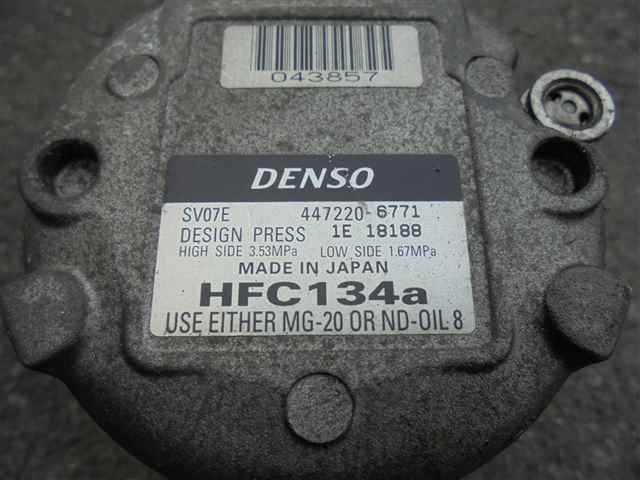 043857
DENSO
SV07E 447220-6771
DESIGN PRESS 1E 18188
HIGH SIDE 3.53MPa LOW SIDE 1.67MPa
MADE IN JAPAN
HFC134a
USE EITHER MG-20 OR ND-OIL 8